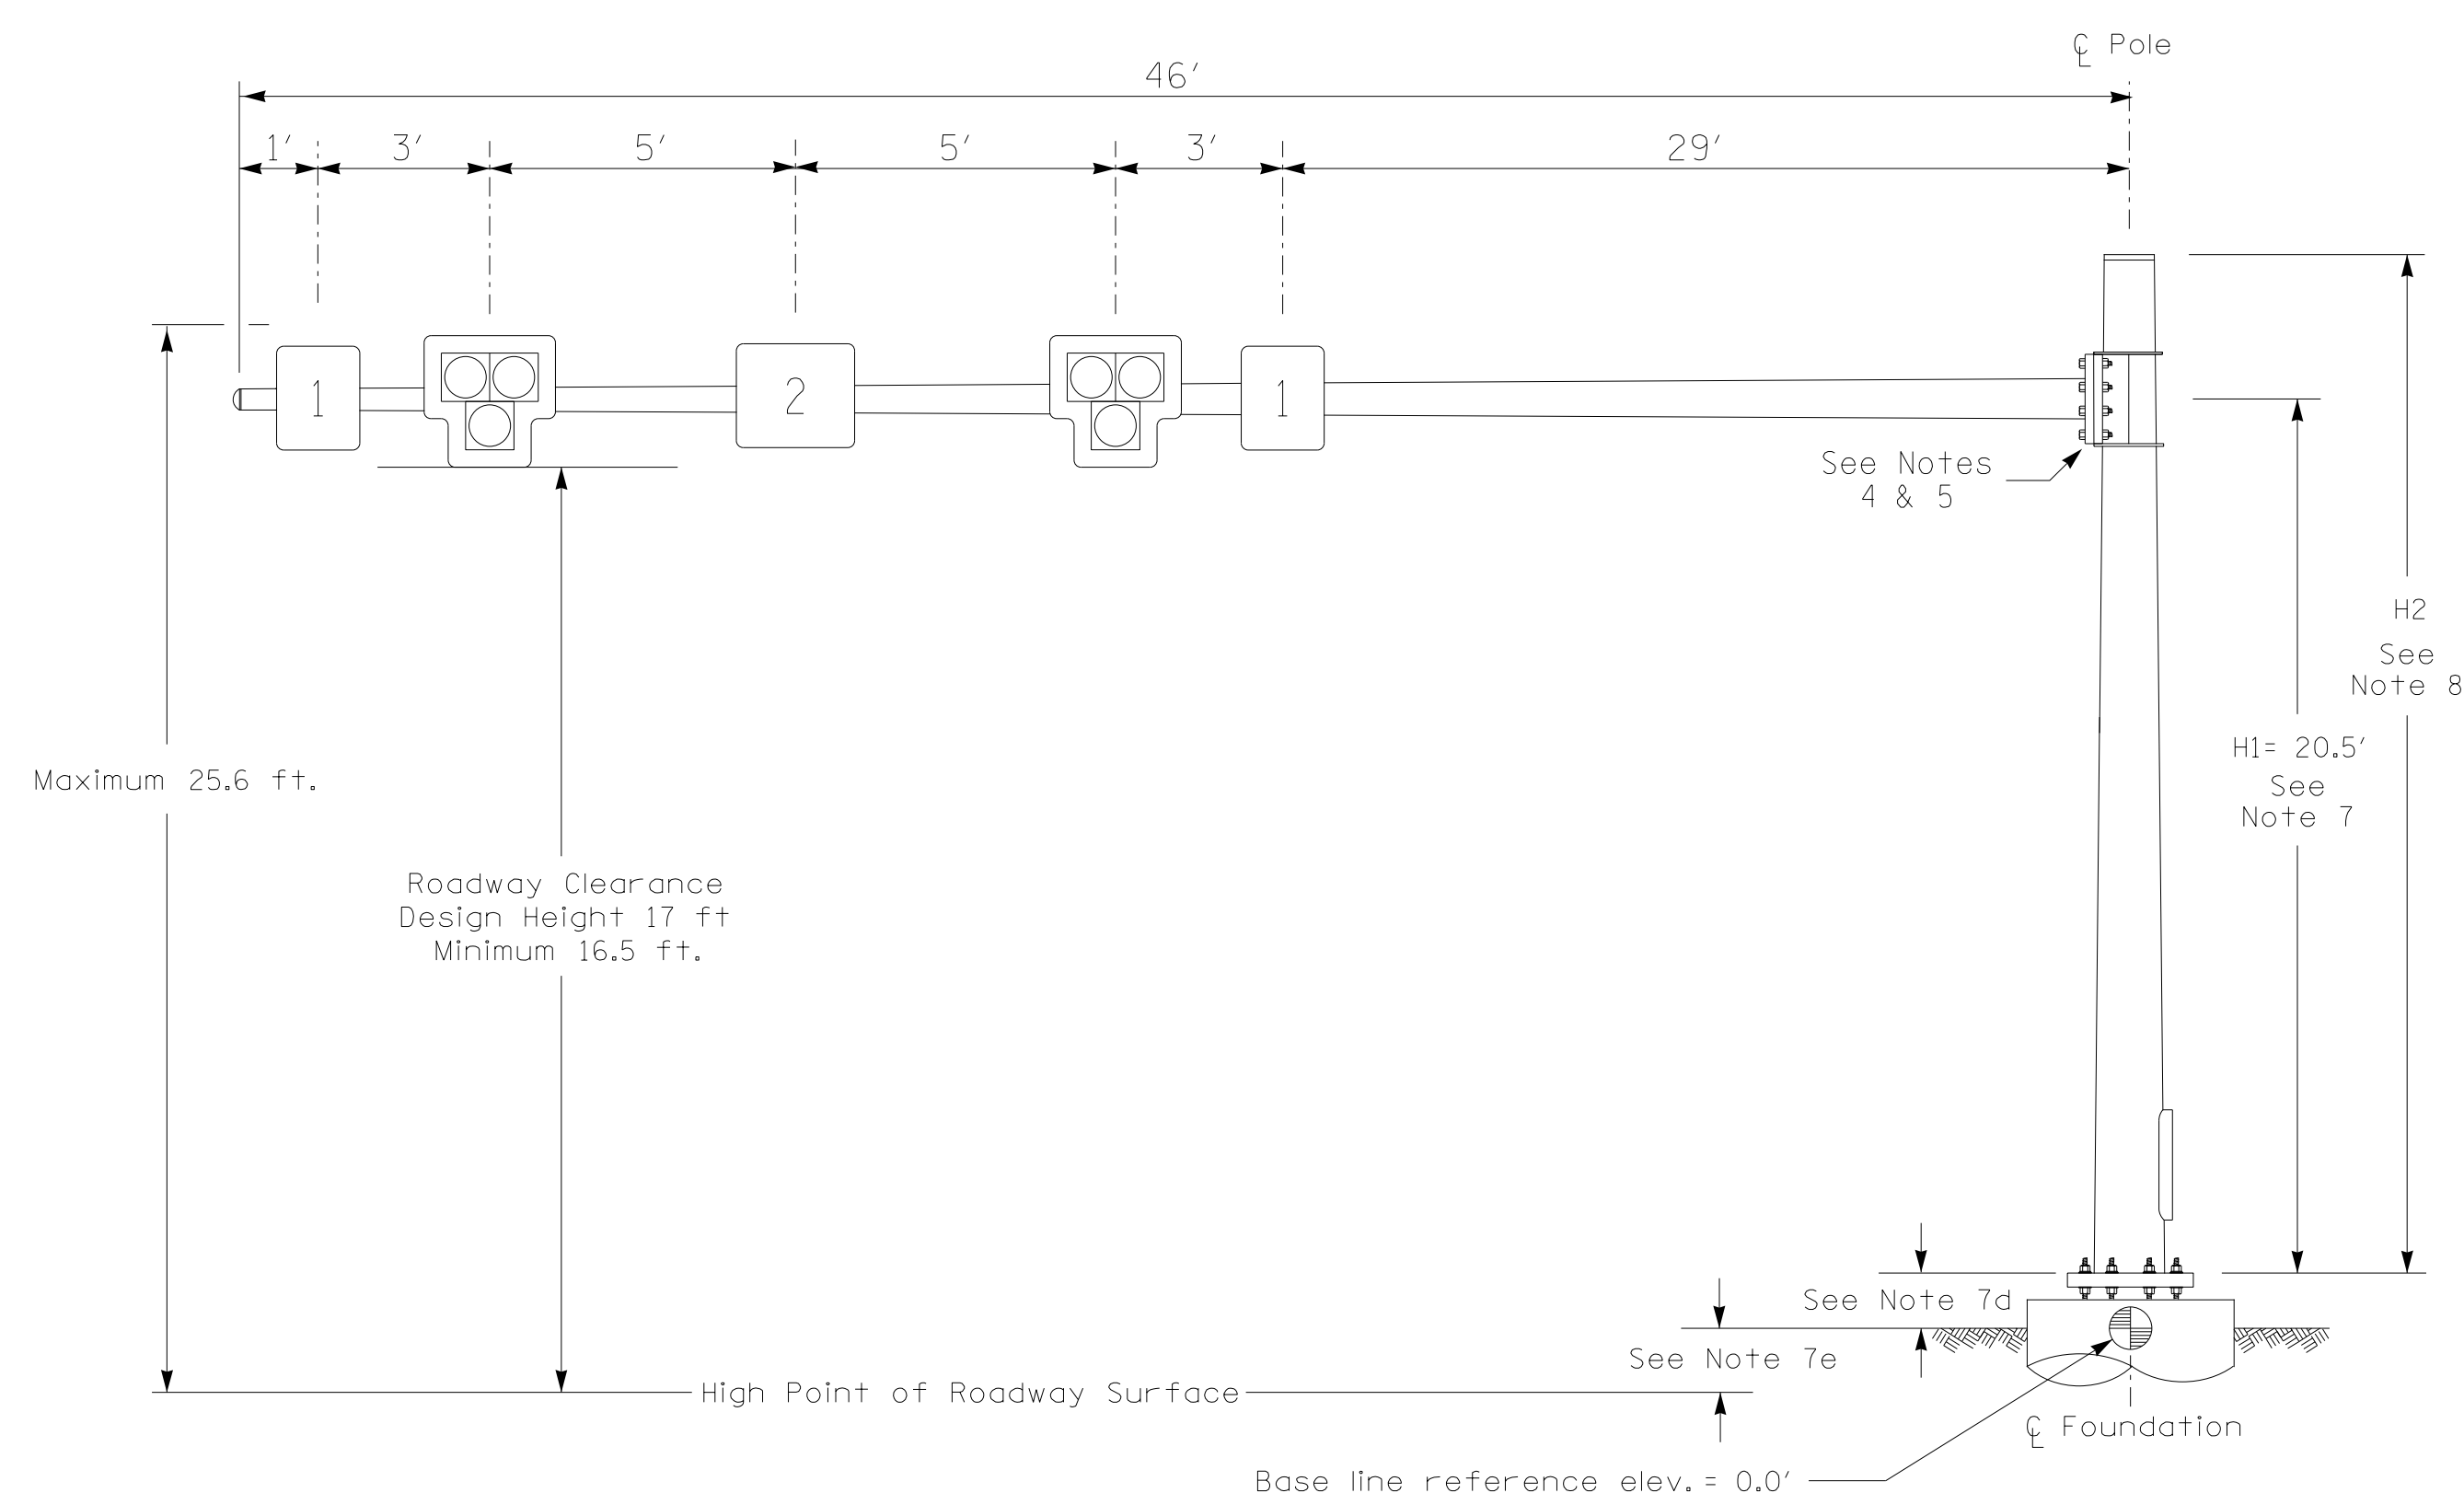 ℄ Pole
46'
1' 3' 5' 5' 3' 29'
1 2 1
See Notes
4 & 5
H2
See
Note 8
H1= 20.5'
See
Note 7
Maximum 25.6 ft.
Roadway Clearance
Design Height 17 ft
Minimum 16.5 ft.
See Note 7d
See Note 7e
High Point of Roadway Surface
℄ Foundation
Base line reference elev. = 0.0'